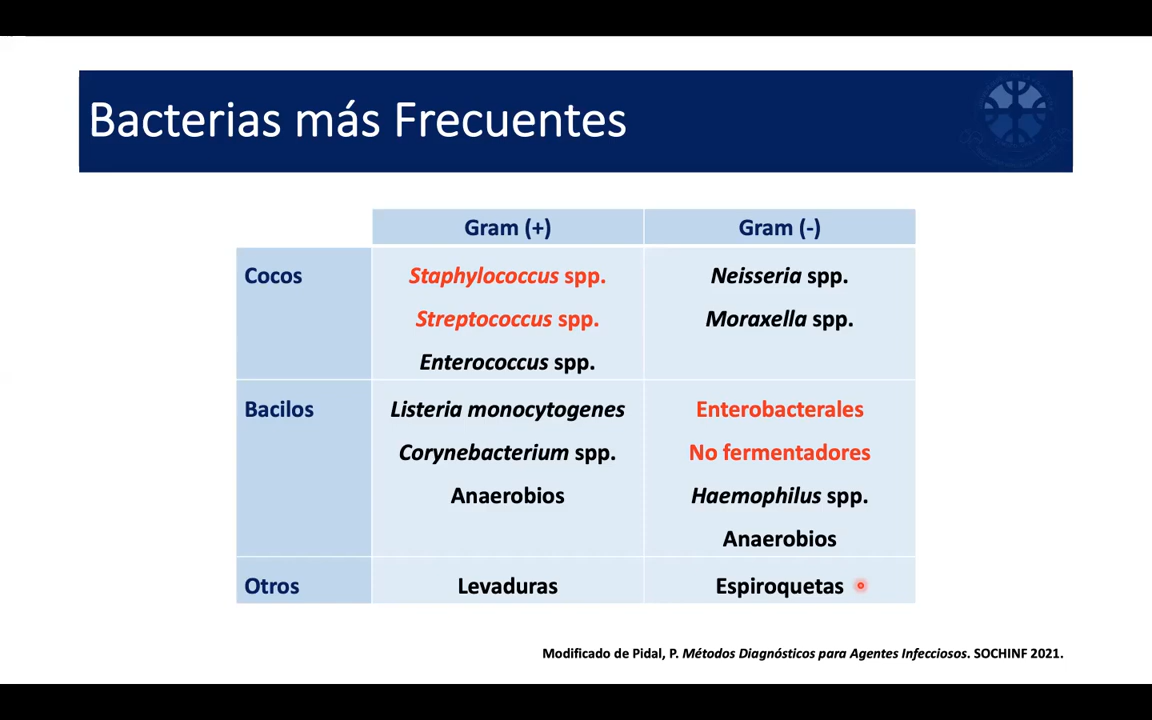 Bacterias más Frecuentes
Gram (+) Gram (-)
Cocos
Staphylococcus spp.
Streptococcus spp.
Enterococcus spp.
Neisseria spp.
Moraxella spp.
Bacilos
Listeria monocytogenes
Corynebacterium spp.
Anaerobios
Enterobacterales
No fermentadores
Haemophilus spp.
Anaerobios
Otros
Levaduras
Espiroquetas
Modificado de Pidal, P. Métodos Diagnósticos para Agentes Infecciosos. SOCHINF 2021.